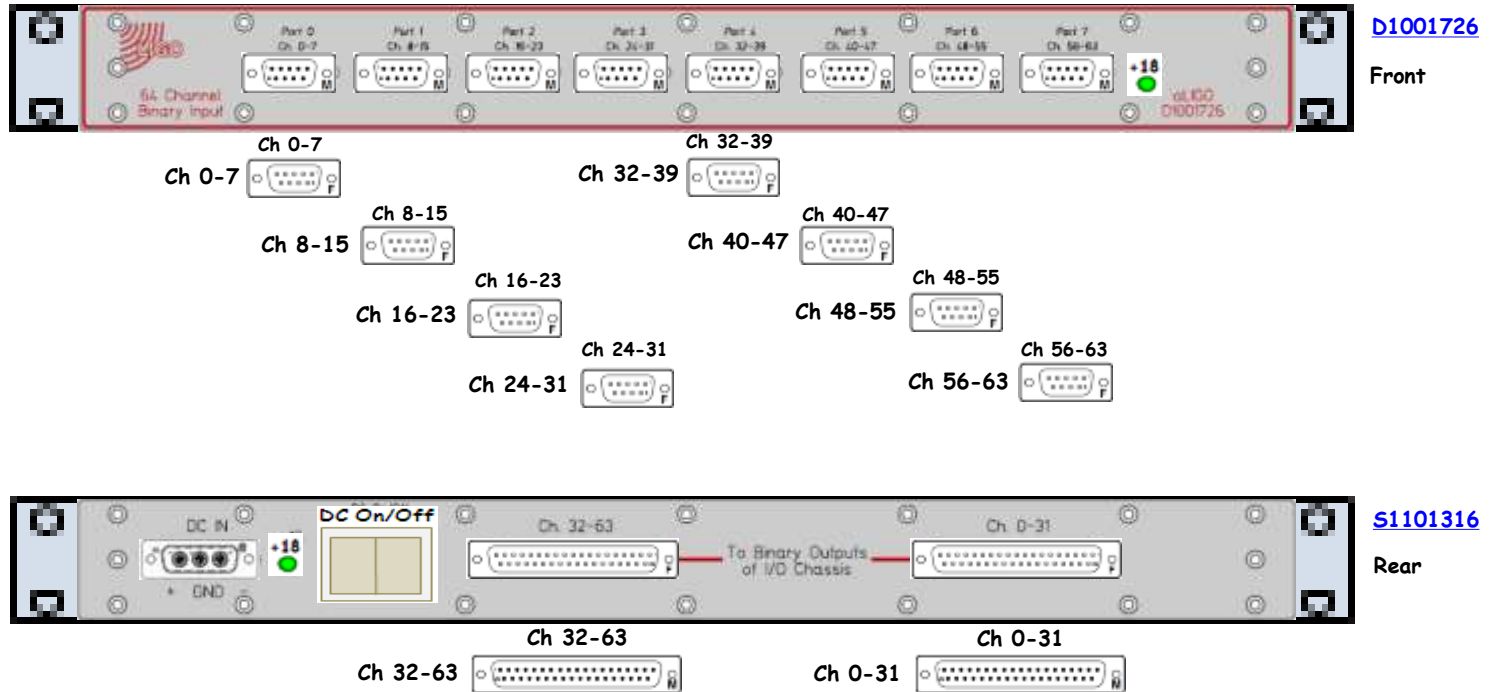 Port 0 Port 1 Port 2 Port 3 Port 4 Port 5 Port 6 Port 7
Ch. 0-7 Ch. 8-15 Ch. 16-23 Ch. 24-31 Ch. 32-39 Ch. 40-47 Ch. 48-55 Ch. 56-63
M M M M M M M M
+18
64 Channel
Binary Input
aLIGO
D1001726
D1001726
Front
Ch 0-7
Ch 0-7
F
Ch 32-39
Ch 32-39
F
Ch 8-15
Ch 8-15
F
Ch 40-47
Ch 40-47
F
Ch 16-23
Ch 16-23
F
Ch 48-55
Ch 48-55
F
Ch 24-31
Ch 24-31
F
Ch 56-63
Ch 56-63
F
DC IN
+18
+ GND -
DC On/Off
Ch. 32-63
F
To Binary Outputs
of I/O Chassis
Ch. 0-31
F
S1101316
Rear
Ch 32-63
Ch 32-63
M
Ch 0-31
Ch 0-31
M